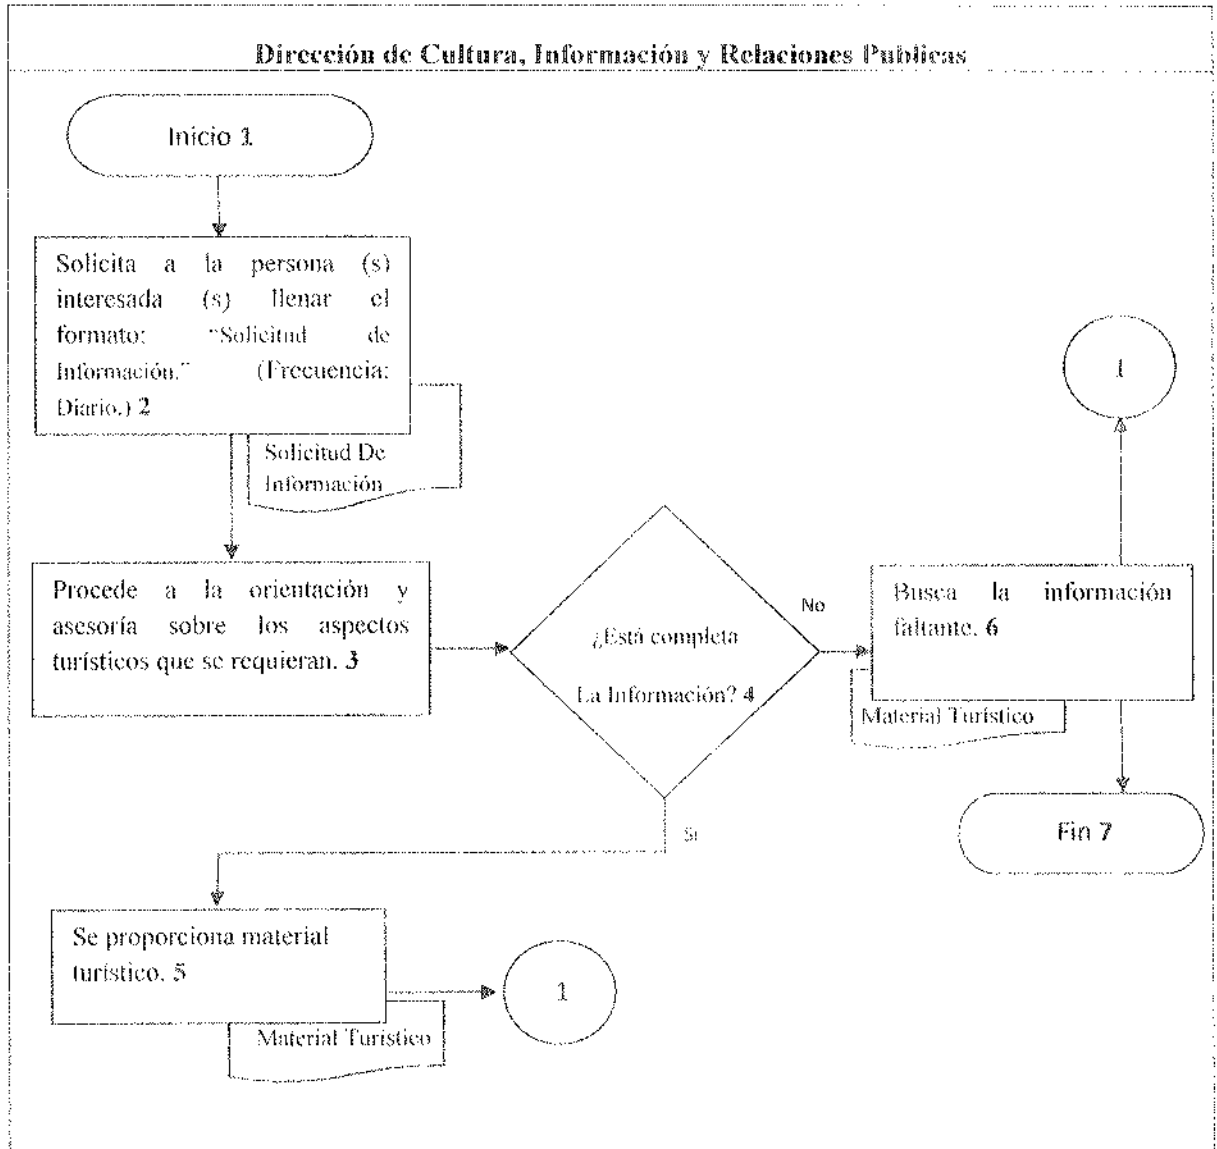 Dirección de Cultura, Información y Relaciones Publicas
Inicio 1
Solicita a la persona (s)
interesada (s) llenar el
formato: “Solicitud de
Información.” (Frecuencia:
Diario.) 2
Solicitud De
Información
Procede a la orientación y
asesoría sobre los aspectos
turísticos que se requieran. 3
¿Está completa
La Información? 4
No
Si
1
Busca la información
faltante. 6
Material Turístico
Fin 7
Se proporciona material
turístico. 5
Material Turístico
1